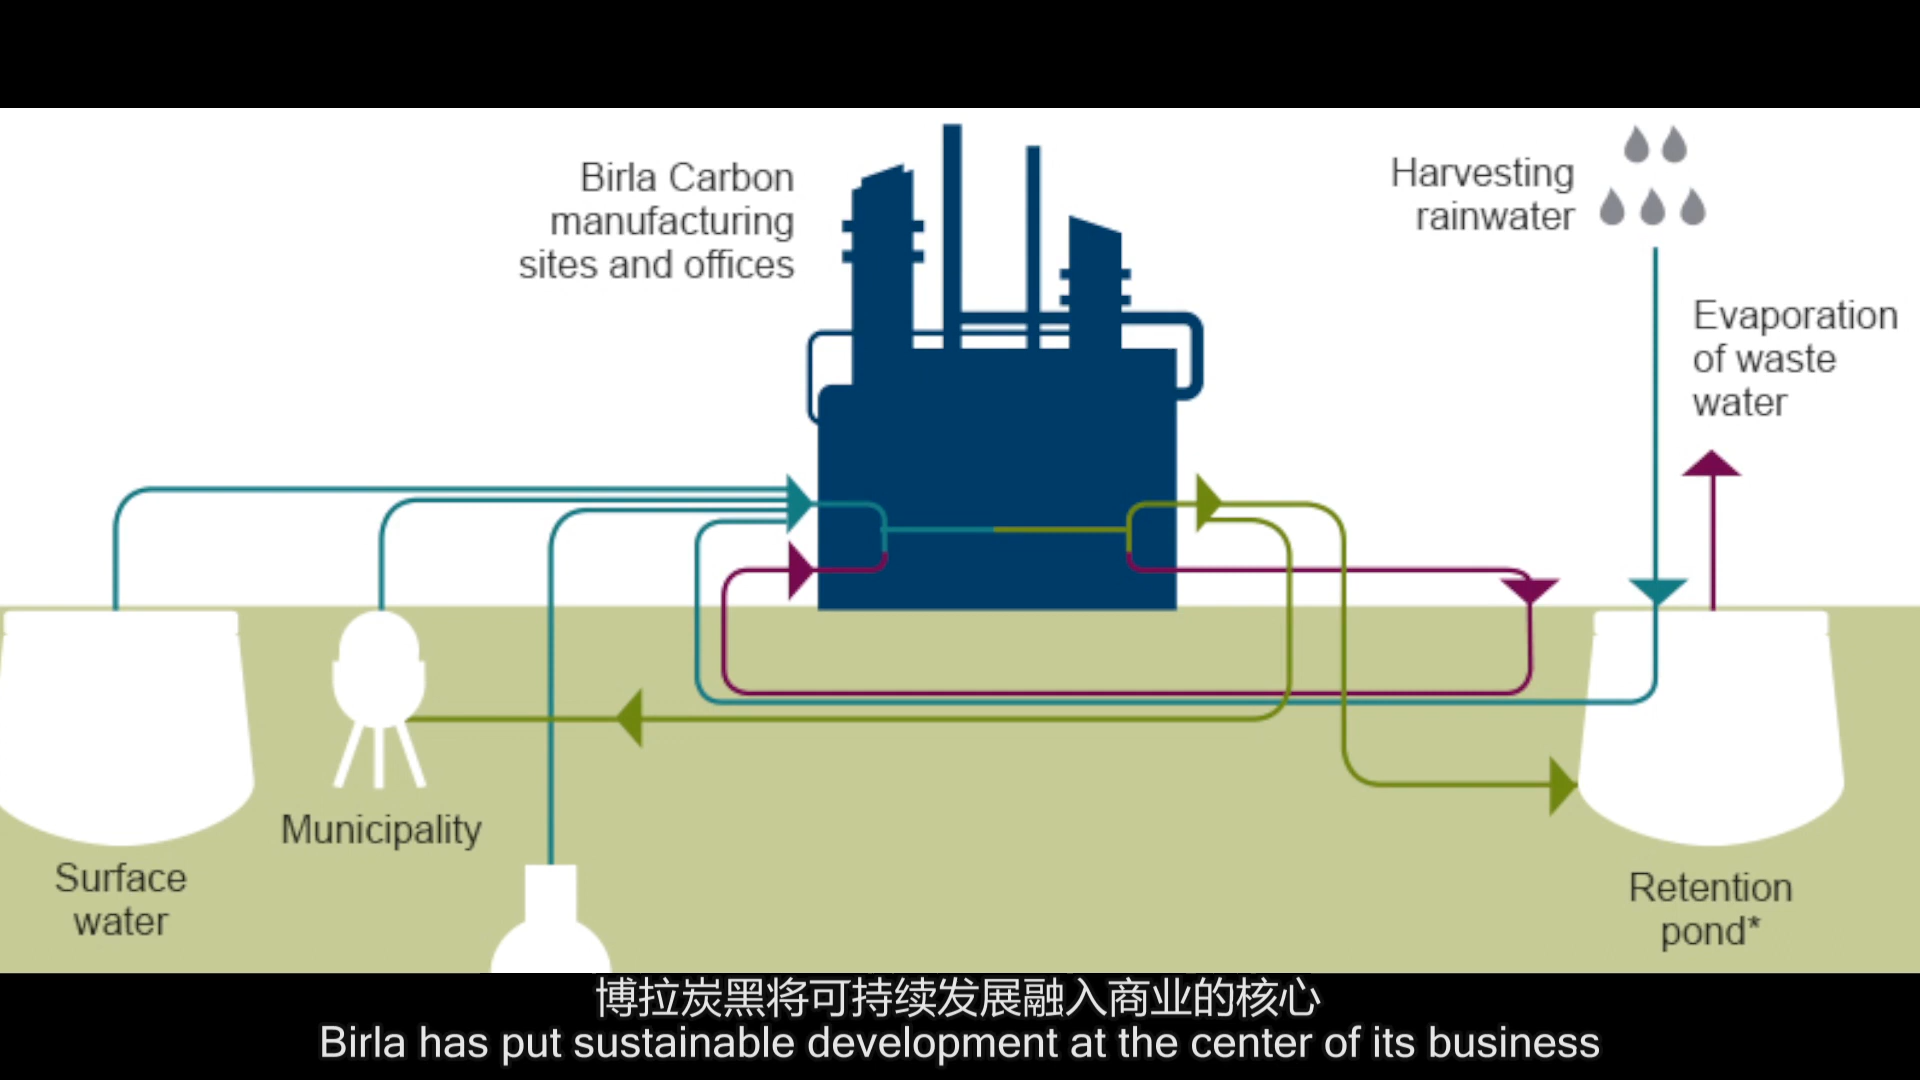 Birla Carbon
manufacturing
sites and offices
Harvesting
rainwater
Evaporation
of waste
water
Municipality
Surface
water
Retention
pond*
博拉炭黑将可持续发展融入商业的核心
Birla has put sustainable development at the center of its business